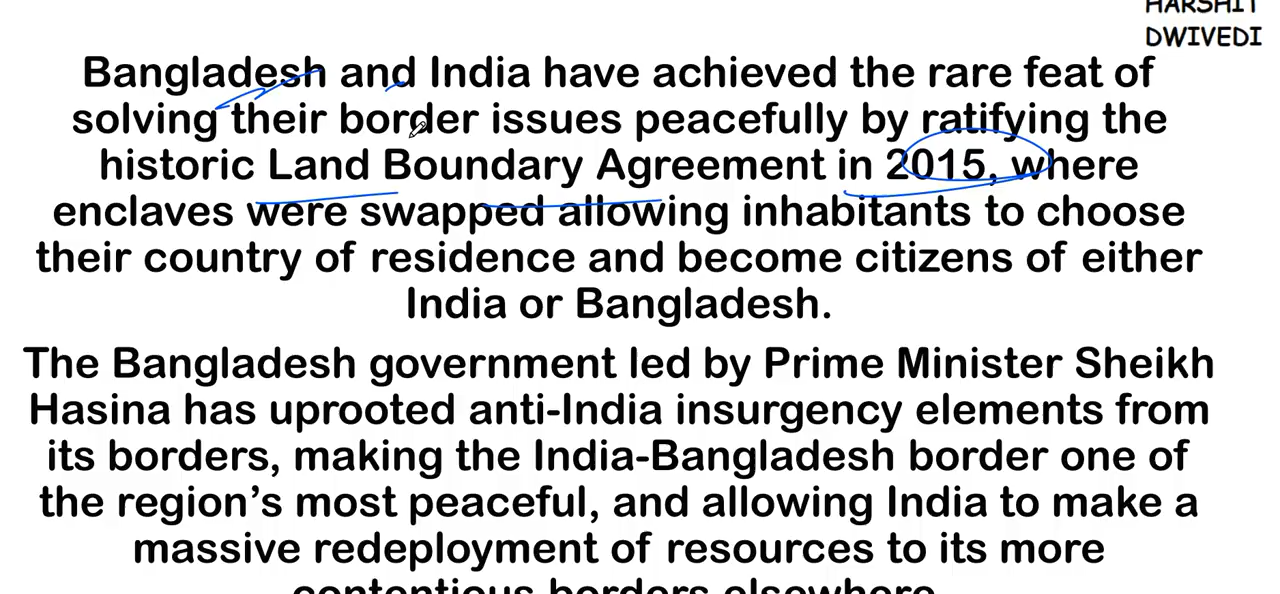 HARSHIT
DWIVEDI
Bangladesh and India have achieved the rare feat of
solving their border issues peacefully by ratifying the
historic Land Boundary Agreement in 2015, where
enclaves were swapped allowing inhabitants to choose
their country of residence and become citizens of either
India or Bangladesh.
The Bangladesh government led by Prime Minister Sheikh
Hasina has uprooted anti-India insurgency elements from
its borders, making the India-Bangladesh border one of
the region’s most peaceful, and allowing India to make a
massive redeployment of resources to its more
contentious borders elsewhere